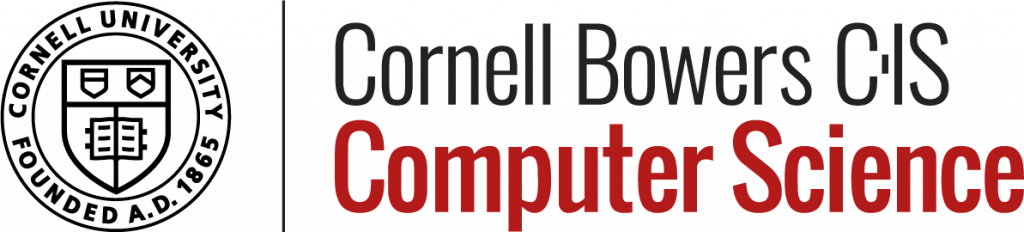 CORNELL UNIVERSITY
FOUNDED A.D. 1865
Cornell Bowers C·IS
Computer Science